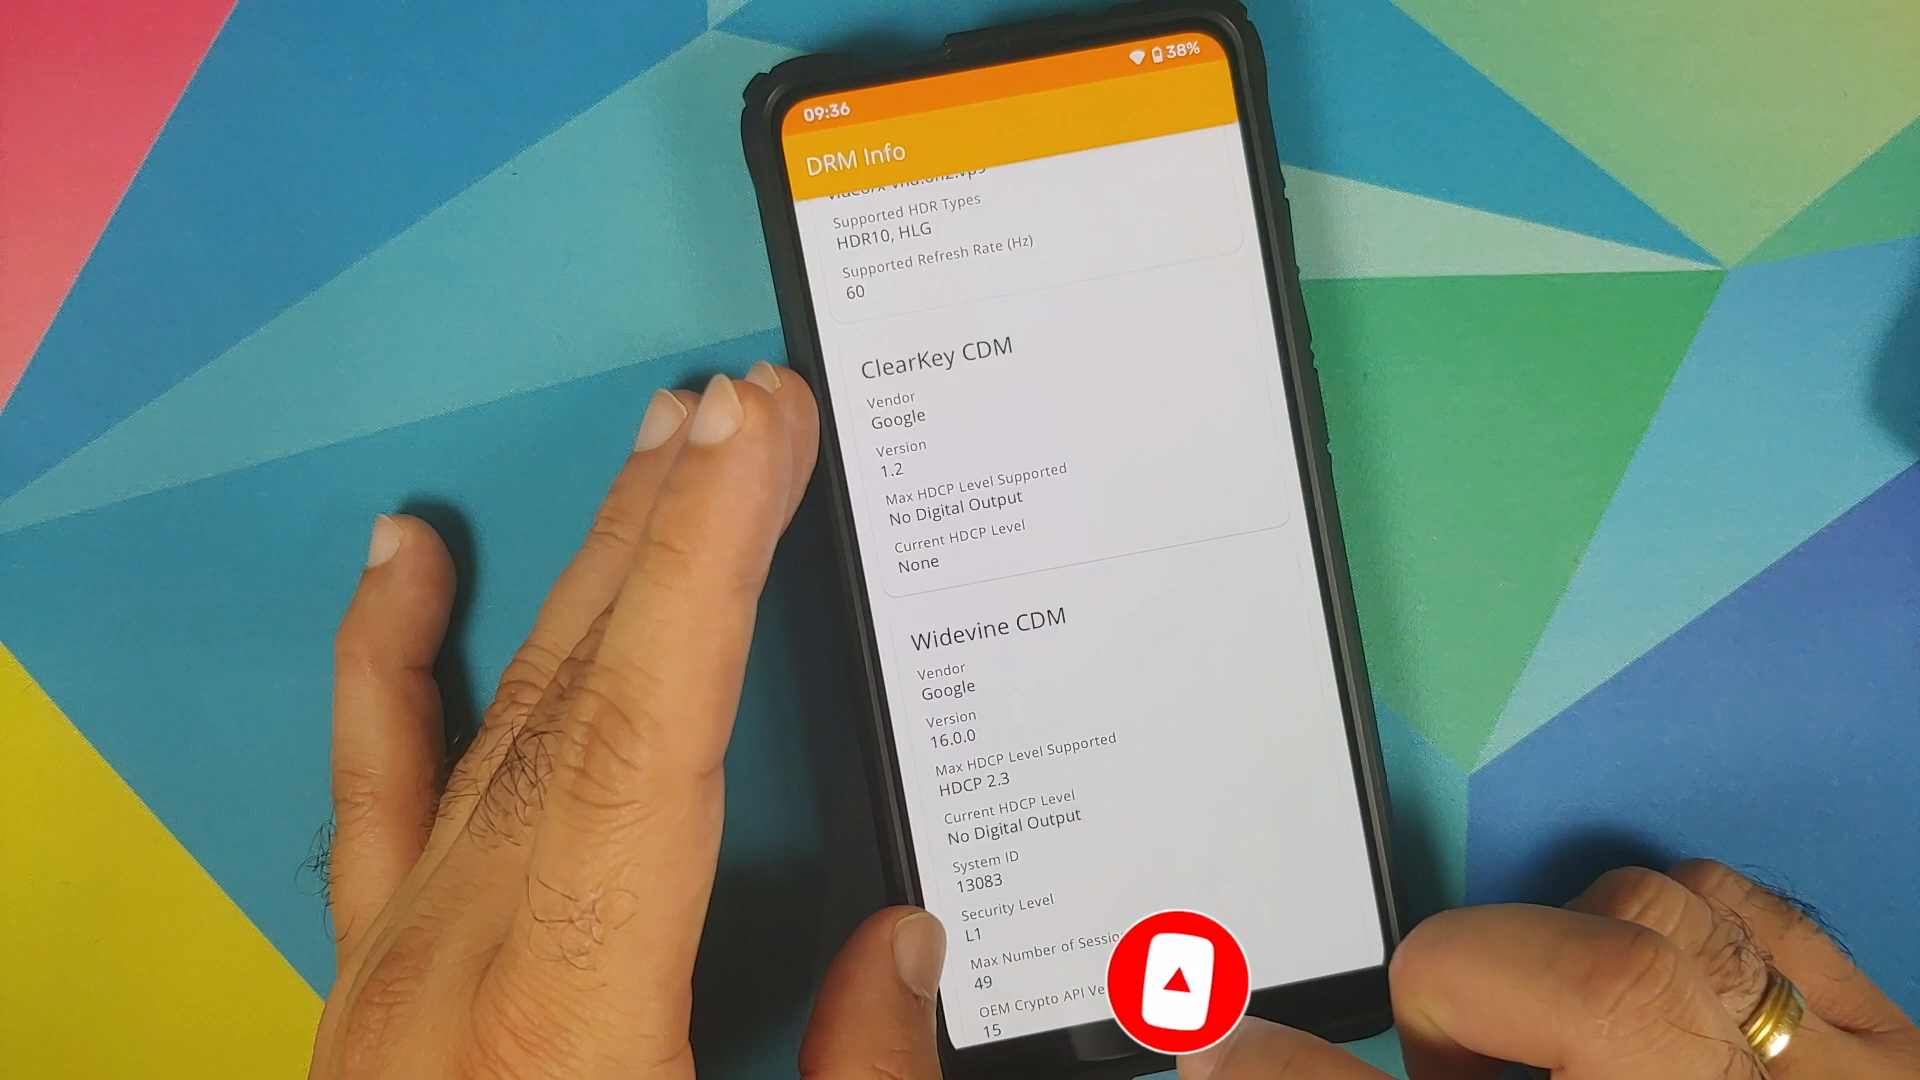 09:36
38%
DRM Info
Supported HDR Types
HDR10, HLG
Supported Refresh Rate (Hz)
60
ClearKey CDM
Vendor
Google
Version
1.2
Max HDCP Level Supported
No Digital Output
Current HDCP Level
None
Widevine CDM
Vendor
Google
Version
16.0.0
Max HDCP Level Supported
HDCP 2.3
Current HDCP Level
No Digital Output
System ID
13083
Security Level
L1
Max Number of Sessio
49
OEM Crypto API Ve
15